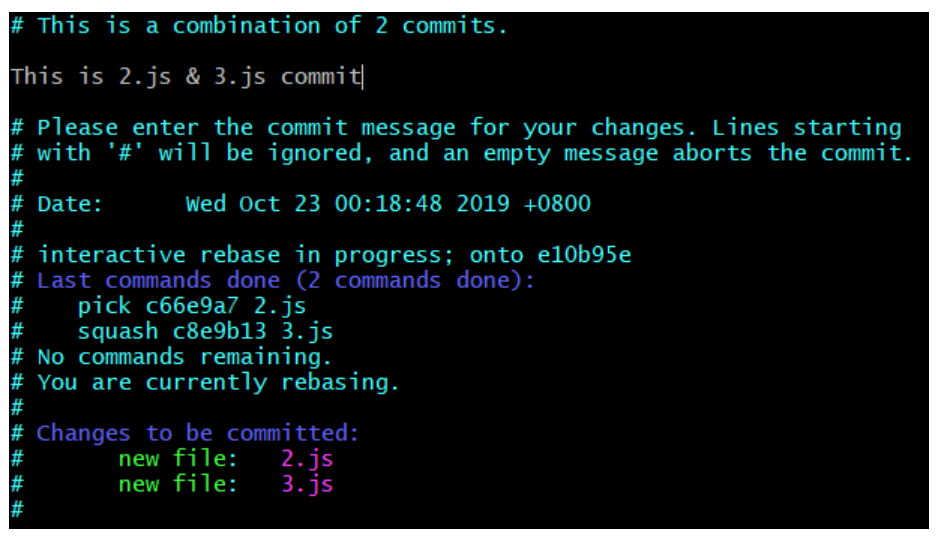 # This is a combination of 2 commits.
This is 2.js & 3.js commit
# Please enter the commit message for your changes. Lines starting
# with '#' will be ignored, and an empty message aborts the commit.
#
# Date:      Wed Oct 23 00:18:48 2019 +0800
#
# interactive rebase in progress; onto e10b95e
# Last commands done (2 commands done):
#    pick c66e9a7 2.js
#    squash c8e9b13 3.js
# No commands remaining.
# You are currently rebasing.
#
# Changes to be committed:
#       new file:   2.js
#       new file:   3.js
#